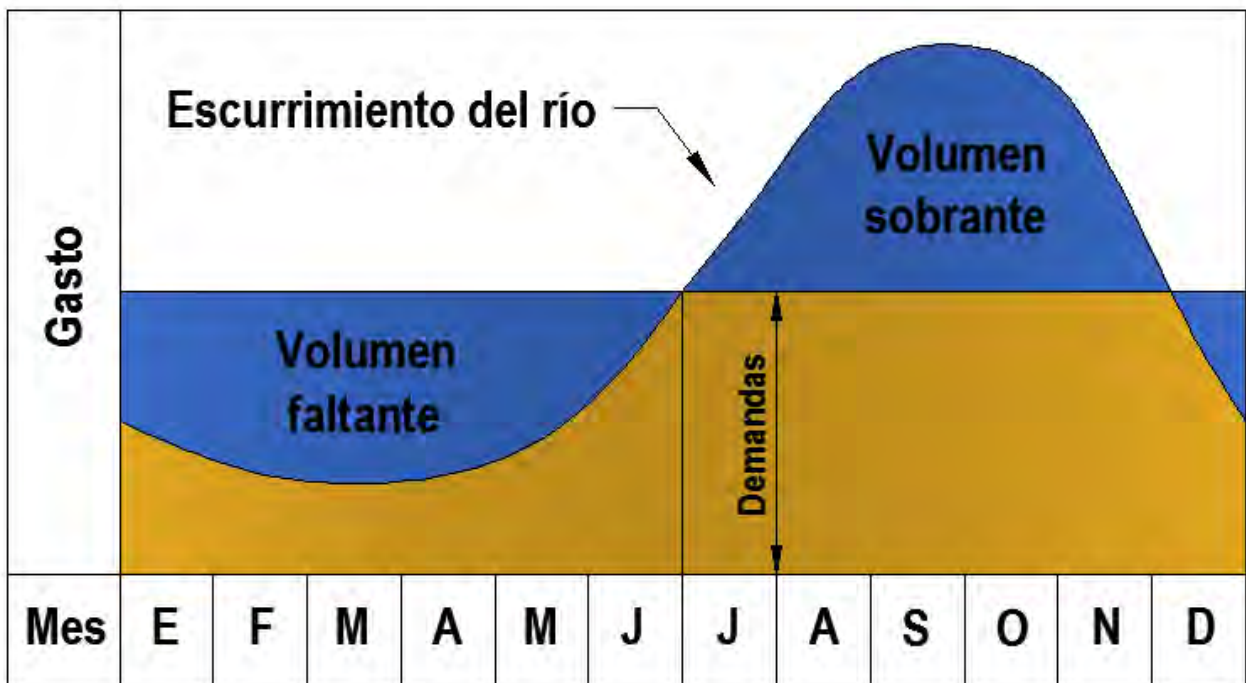 Escurrimiento del río
Volumen
sobrante
Gasto
Volumen
faltante
Demandas
Mes E F M A M J J A S O N D